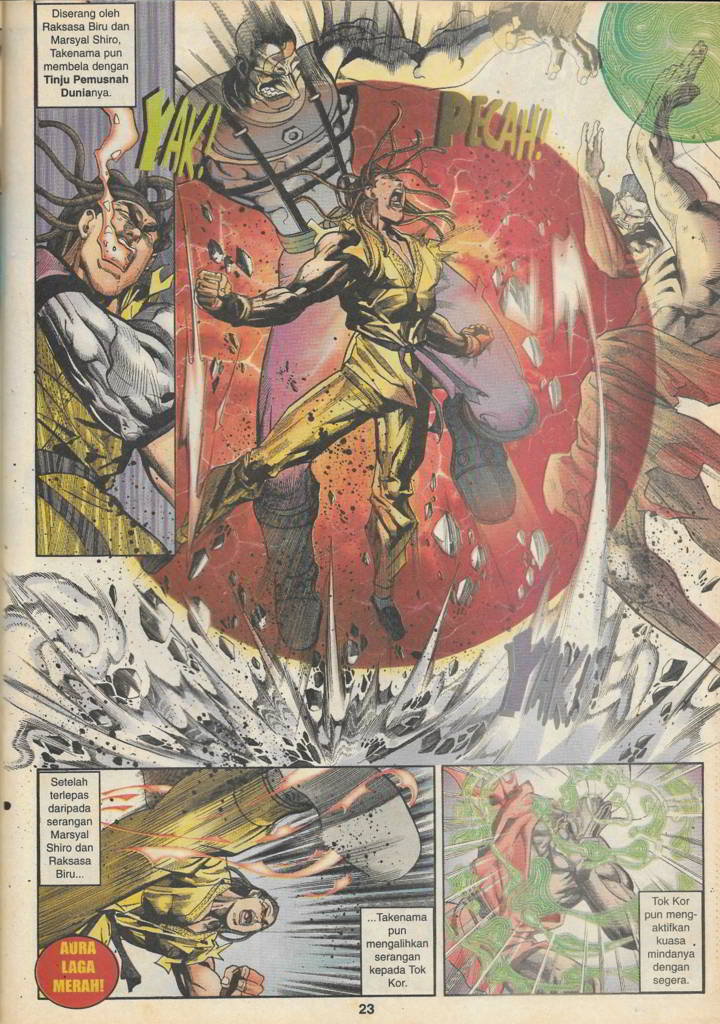 Diserang oleh
Raksasa Biru dan
Marsyal Shiro,
Takenama pun
membela dengan
Tinju Pemusnah
Dunianya.
YAK!
PECAH!
YAK!
Setelah
terlepas
daripada
serangan
Marsyal
Shiro dan
Raksasa
Biru...
AURA
LAGA
MERAH!
...Takenama
pun
mengalihkan
serangan
kepada Tok
Kor.
Tok Kor
pun meng-
aktifkan
kuasa
mindanya
dengan
segera.
23